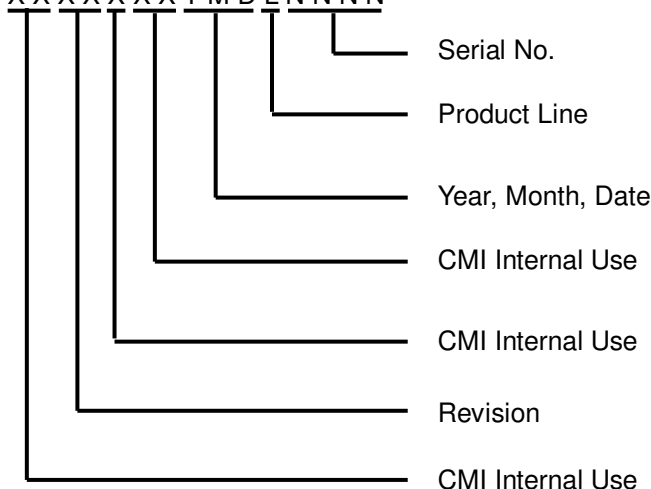 X X X X X X X Y M D L N N N N
Serial No.
Product Line
Year, Month, Date
CMI Internal Use
CMI Internal Use
Revision
CMI Internal Use